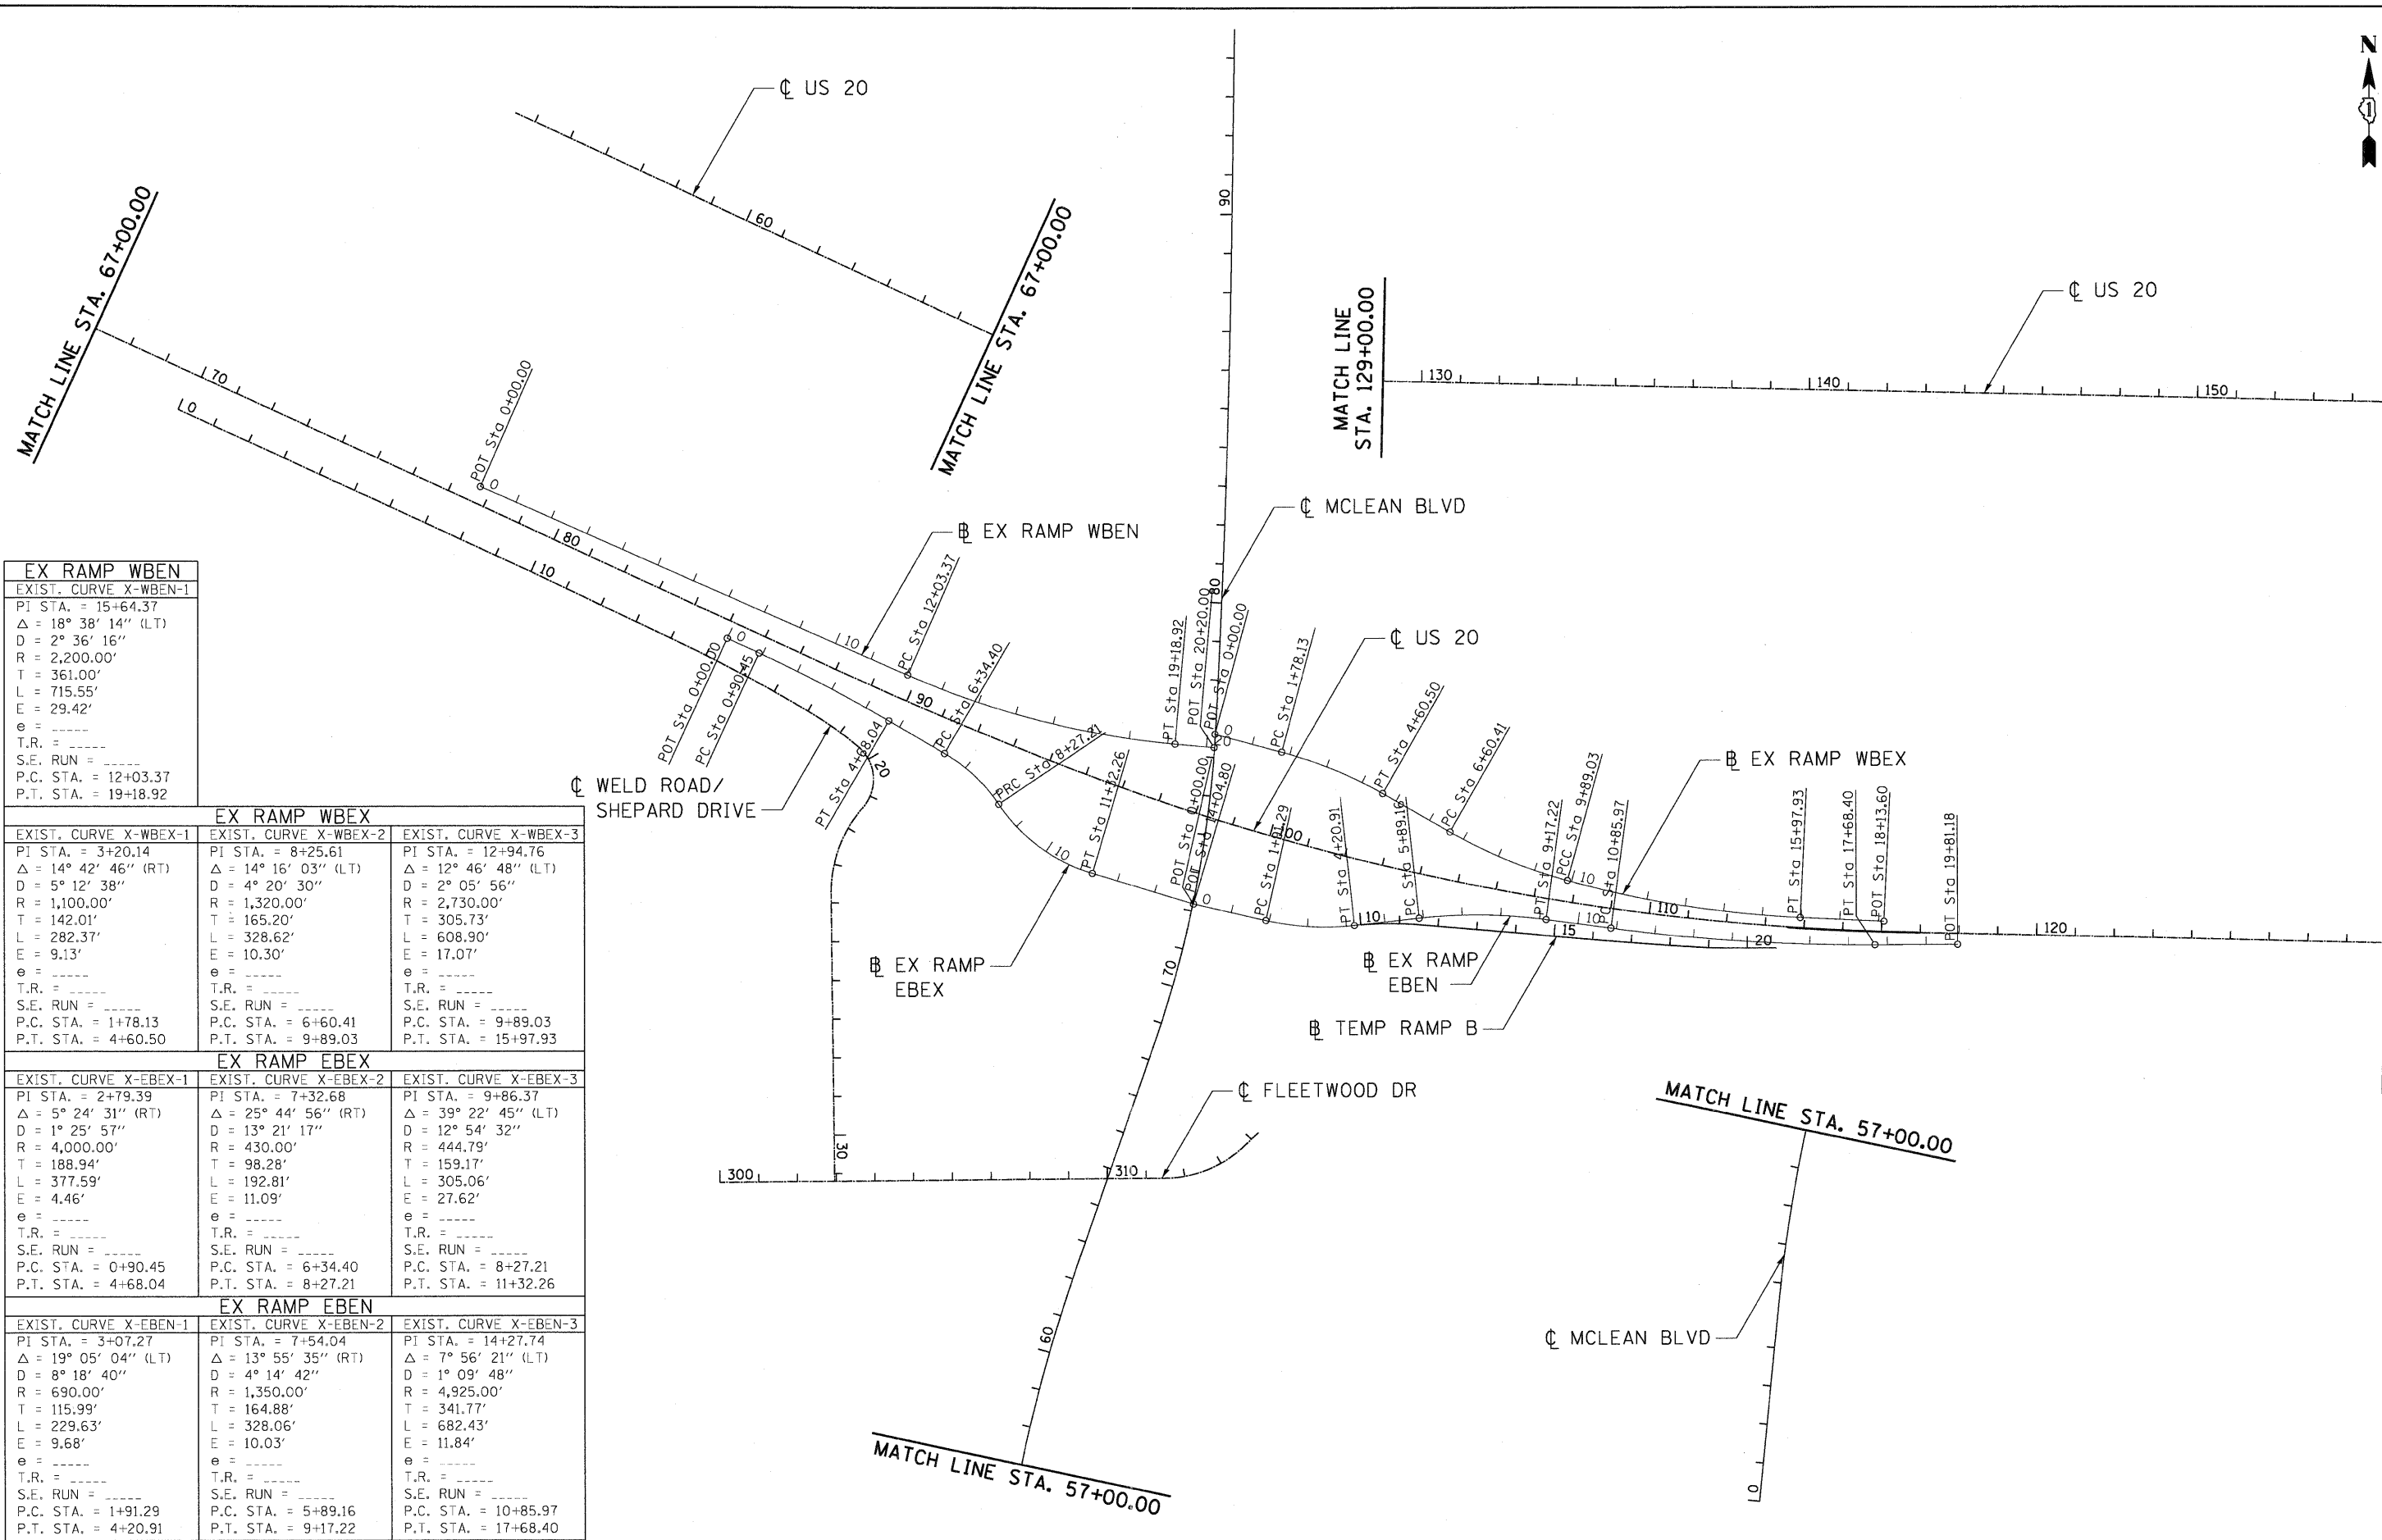 N
1
℄ US 20
60
MATCH LINE STA. 67+00.00
MATCH LINE STA. 67+00.00
90
℄ US 20
MATCH LINE
STA. 129+00.00
130
140
150
70
0
POT Sta 0+00.00
0
80
10
℄ MCLEAN BLVD
80
B̲L EX RAMP WBEN
10
PC Sta 12+03.37
PT Sta 19+18.92
POT Sta 20+20.00
POT Sta 0+00.00
20
0
PC Sta 1+78.13
℄ US 20
PT Sta 4+60.50
PC Sta 6+60.41
PCC Sta 9+89.03
10
B̲L EX RAMP WBEX
POT Sta 0+00.00
0
PC Sta 0+90.45
PT Sta 4+68.04
PC Sta 6+34.40
90
PRC Sta 8+27.21
PT Sta 11+32.26
10
℄ WELD ROAD/
SHEPARD DRIVE
20
POT Sta 0+00.00
POT Sta 14+04.80
0
PC Sta 1+91.29
100
PT Sta 4+20.91
PC Sta 5+89.16
PT Sta 9+17.22
PC Sta 10+85.97
10
10
15
20
110
120
PT Sta 15+97.93
PT Sta 17+68.40
POT Sta 18+13.60
POT Sta 19+81.18
B̲L EX RAMP
EBEX
70
B̲L EX RAMP
EBEN
B̲L TEMP RAMP B
℄ FLEETWOOD DR
30
300
310
60
MATCH LINE STA. 57+00.00
MATCH LINE STA. 57+00.00
℄ MCLEAN BLVD
0
EX RAMP WBEN
EXIST. CURVE X-WBEN-1
PI STA. = 15+64.37
Δ = 18° 38' 14" (LT)
D = 2° 36' 16"
R = 2,200.00'
T = 361.00'
L = 715.55'
E = 29.42'
e = -----
T.R. = -----
S.E. RUN = -----
P.C. STA. = 12+03.37
P.T. STA. = 19+18.92
EX RAMP WBEX
EXIST. CURVE X-WBEX-1
PI STA. = 3+20.14
Δ = 14° 42' 46" (RT)
D = 5° 12' 38"
R = 1,100.00'
T = 142.01'
L = 282.37'
E = 9.13'
e = -----
T.R. = -----
S.E. RUN = -----
P.C. STA. = 1+78.13
P.T. STA. = 4+60.50
EXIST. CURVE X-WBEX-2
PI STA. = 8+25.61
Δ = 14° 16' 03" (LT)
D = 4° 20' 30"
R = 1,320.00'
T = 165.20'
L = 328.62'
E = 10.30'
e = -----
T.R. = -----
S.E. RUN = -----
P.C. STA. = 6+60.41
P.T. STA. = 9+89.03
EXIST. CURVE X-WBEX-3
PI STA. = 12+94.76
Δ = 12° 46' 48" (LT)
D = 2° 05' 56"
R = 2,730.00'
T = 305.73'
L = 608.90'
E = 17.07'
e = -----
T.R. = -----
S.E. RUN = -----
P.C. STA. = 9+89.03
P.T. STA. = 15+97.93
EX RAMP EBEX
EXIST. CURVE X-EBEX-1
PI STA. = 2+79.39
Δ = 5° 24' 31" (RT)
D = 1° 25' 57"
R = 4,000.00'
T = 188.94'
L = 377.59'
E = 4.46'
e = -----
T.R. = -----
S.E. RUN = -----
P.C. STA. = 0+90.45
P.T. STA. = 4+68.04
EXIST. CURVE X-EBEX-2
PI STA. = 7+32.68
Δ = 25° 44' 56" (RT)
D = 13° 21' 17"
R = 430.00'
T = 98.28'
L = 192.81'
E = 11.09'
e = -----
T.R. = -----
S.E. RUN = -----
P.C. STA. = 6+34.40
P.T. STA. = 8+27.21
EXIST. CURVE X-EBEX-3
PI STA. = 9+86.37
Δ = 39° 22' 45" (LT)
D = 12° 54' 32"
R = 444.79'
T = 159.17'
L = 305.06'
E = 27.62'
e = -----
T.R. = -----
S.E. RUN = -----
P.C. STA. = 8+27.21
P.T. STA. = 11+32.26
EX RAMP EBEN
EXIST. CURVE X-EBEN-1
PI STA. = 3+07.27
Δ = 19° 05' 04" (LT)
D = 8° 18' 40"
R = 690.00'
T = 115.99'
L = 229.63'
E = 9.68'
e = -----
T.R. = -----
S.E. RUN = -----
P.C. STA. = 1+91.29
P.T. STA. = 4+20.91
EXIST. CURVE X-EBEN-2
PI STA. = 7+54.04
Δ = 13° 55' 35" (RT)
D = 4° 14' 42"
R = 1,350.00'
T = 164.88'
L = 328.06'
E = 10.03'
e = -----
T.R. = -----
S.E. RUN = -----
P.C. STA. = 5+89.16
P.T. STA. = 9+17.22
EXIST. CURVE X-EBEN-3
PI STA. = 14+27.74
Δ = 7° 56' 21" (LT)
D = 1° 09' 48"
R = 4,925.00'
T = 341.77'
L = 682.43'
E = 11.84'
e = -----
T.R. = -----
S.E. RUN = -----
P.C. STA. = 10+85.97
P.T. STA. = 17+68.40